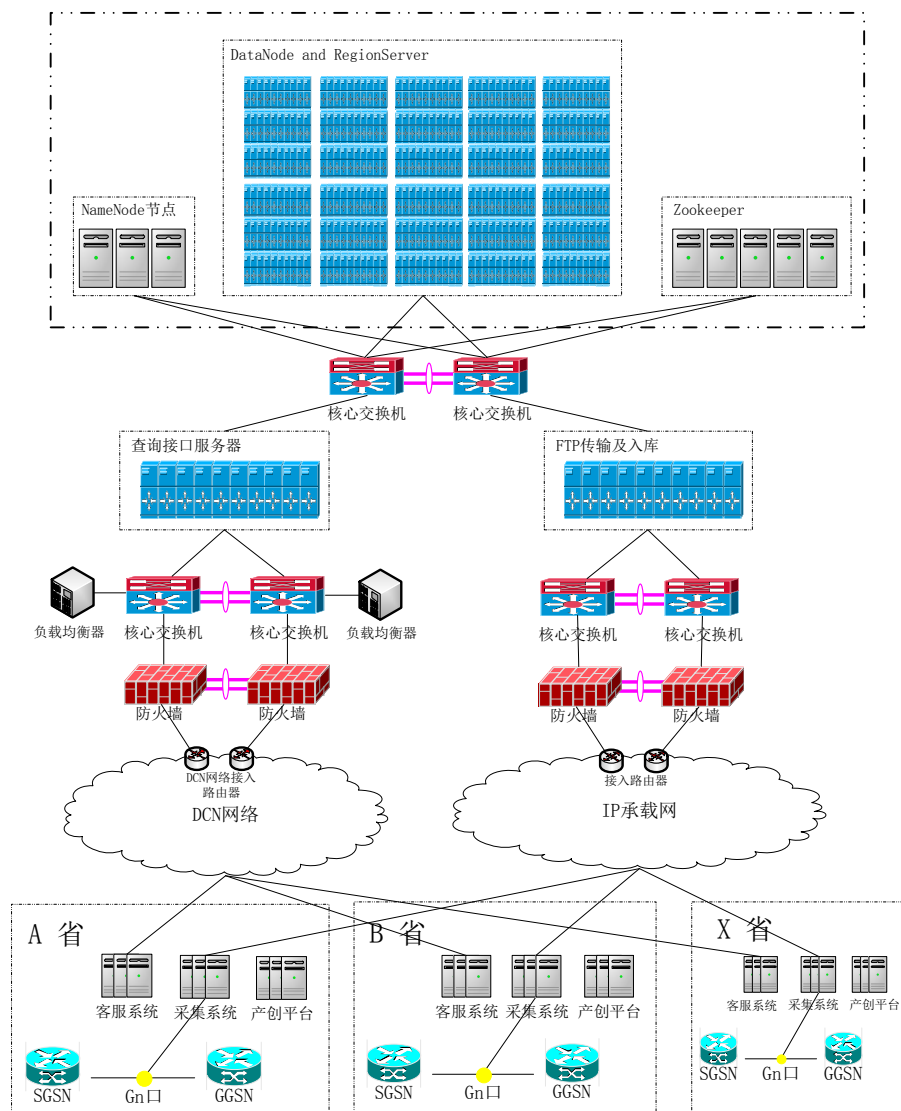 DataNode and RegionServer
NameNode节点
Zookeeper
核心交换机
核心交换机
查询接口服务器
FTP传输及入库
负载均衡器
核心交换机
核心交换机
负载均衡器
核心交换机
核心交换机
防火墙
防火墙
防火墙
防火墙
DCN网络接入
路由器
接入路由器
DCN网络
IP承载网
A 省
B 省
X 省
客服系统
采集系统
产创平台
客服系统
采集系统
产创平台
客服系统
采集系统
产创平台
SGSN
Gn口
GGSN
SGSN
Gn口
GGSN
SGSN
Gn口
GGSN